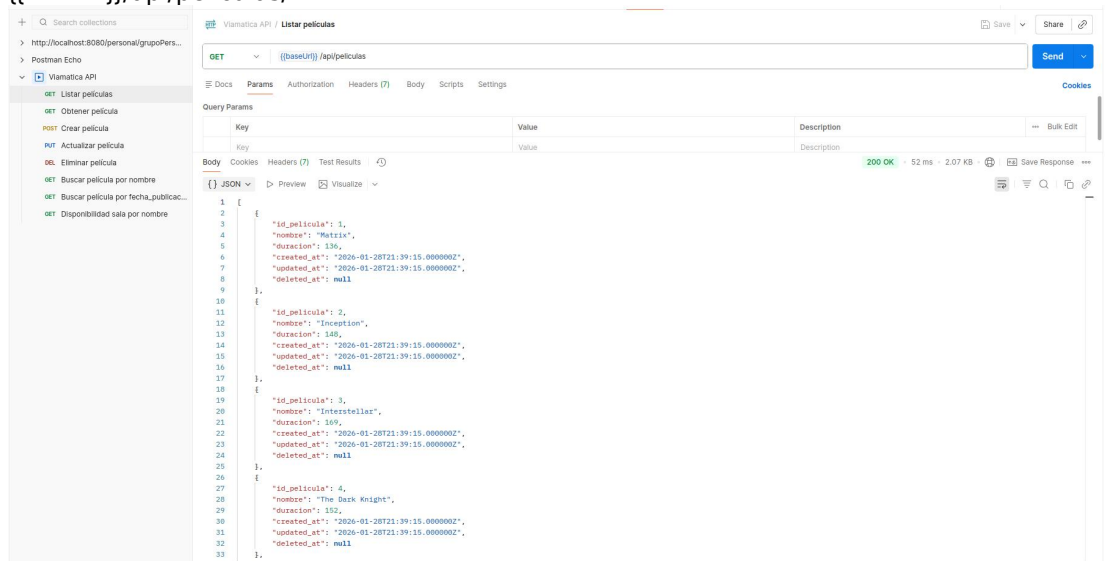 Search collections
Viamatica API / Listar películas
Save
Share
http://localhost:8080/personal/grupoPers...
GET
{{baseUrl}} /api/peliculas
Send
Postman Echo
Viamatica API
Docs Params Authorization Headers (7) Body Scripts Settings
Cookies
GET Listar películas
GET Obtener película
Query Params
POST Crear película
Key Value Description ... Bulk Edit
PUT Actualizar película
Key Value Description
DEL Eliminar película
Body Cookies Headers (7) Test Results
200 OK 52 ms 2.07 KB Save Response
GET Buscar película por nombre
{} JSON Preview Visualize
GET Buscar película por fecha_publicac...
GET Disponibilidad sala por nombre
1 [
2 {
3 "id_pelicula": 1,
4 "nombre": "Matrix",
5 "duracion": 136,
6 "created_at": "2026-01-28T21:39:15.000000Z",
7 "updated_at": "2026-01-28T21:39:15.000000Z",
8 "deleted_at": null
9 },
10 {
11 "id_pelicula": 2,
12 "nombre": "Inception",
13 "duracion": 148,
14 "created_at": "2026-01-28T21:39:15.000000Z",
15 "updated_at": "2026-01-28T21:39:15.000000Z",
16 "deleted_at": null
17 },
18 {
19 "id_pelicula": 3,
20 "nombre": "Interstellar",
21 "duracion": 169,
22 "created_at": "2026-01-28T21:39:15.000000Z",
23 "updated_at": "2026-01-28T21:39:15.000000Z",
24 "deleted_at": null
25 },
26 {
27 "id_pelicula": 4,
28 "nombre": "The Dark Knight",
29 "duracion": 152,
30 "created_at": "2026-01-28T21:39:15.000000Z",
31 "updated_at": "2026-01-28T21:39:15.000000Z",
32 "deleted_at": null
33 },